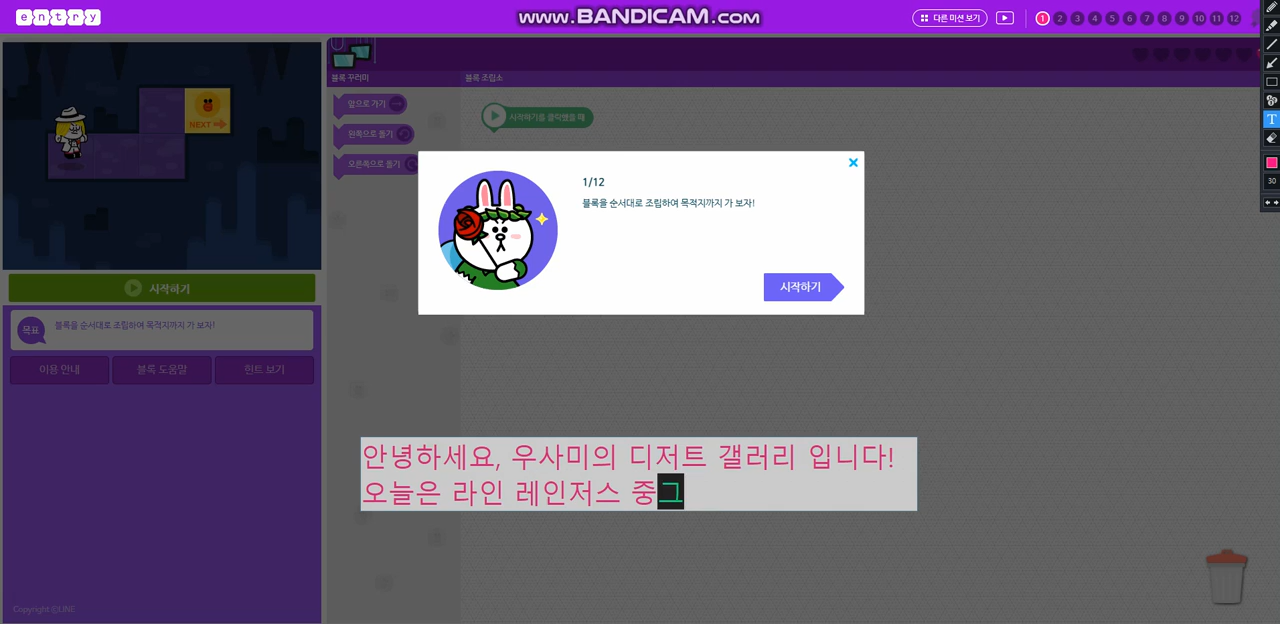 entry
www.BANDICAM.com
다른 미션 보기
1 2 3 4 5 6 7 8 9 10 11 12
블록 꾸러미
블록 조립소
NEXT
앞으로 가기
왼쪽으로 돌기
오른쪽으로 돌기
시작하기를 클릭했을 때
1/12
블록을 순서대로 조립하여 목적지까지 가 보자!
시작하기
시작하기
목표
블록을 순서대로 조립하여 목적지까지 가 보자!
이용 안내
블록 도움말
힌트 보기
안녕하세요, 우사미의 디저트 갤러리 입니다!
오늘은 라인 레인저스 중그
Copyright ⓒLINE
T
30